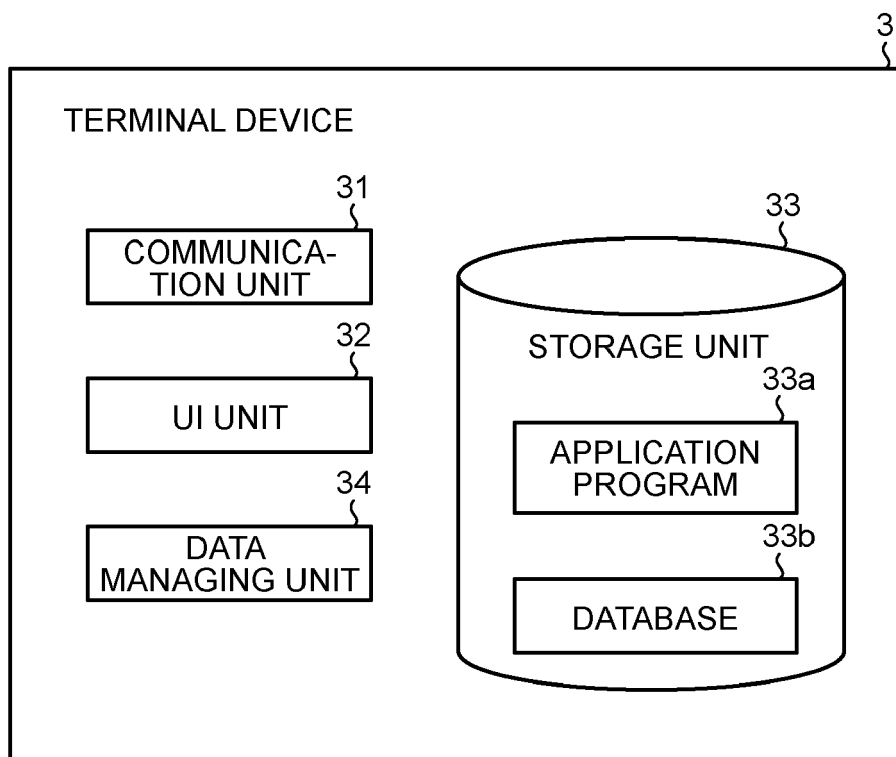 3
TERMINAL DEVICE
31
COMMUNICA-
TION UNIT
32
UI UNIT
34
DATA
MANAGING UNIT
33
STORAGE UNIT
33a
APPLICATION
PROGRAM
33b
DATABASE